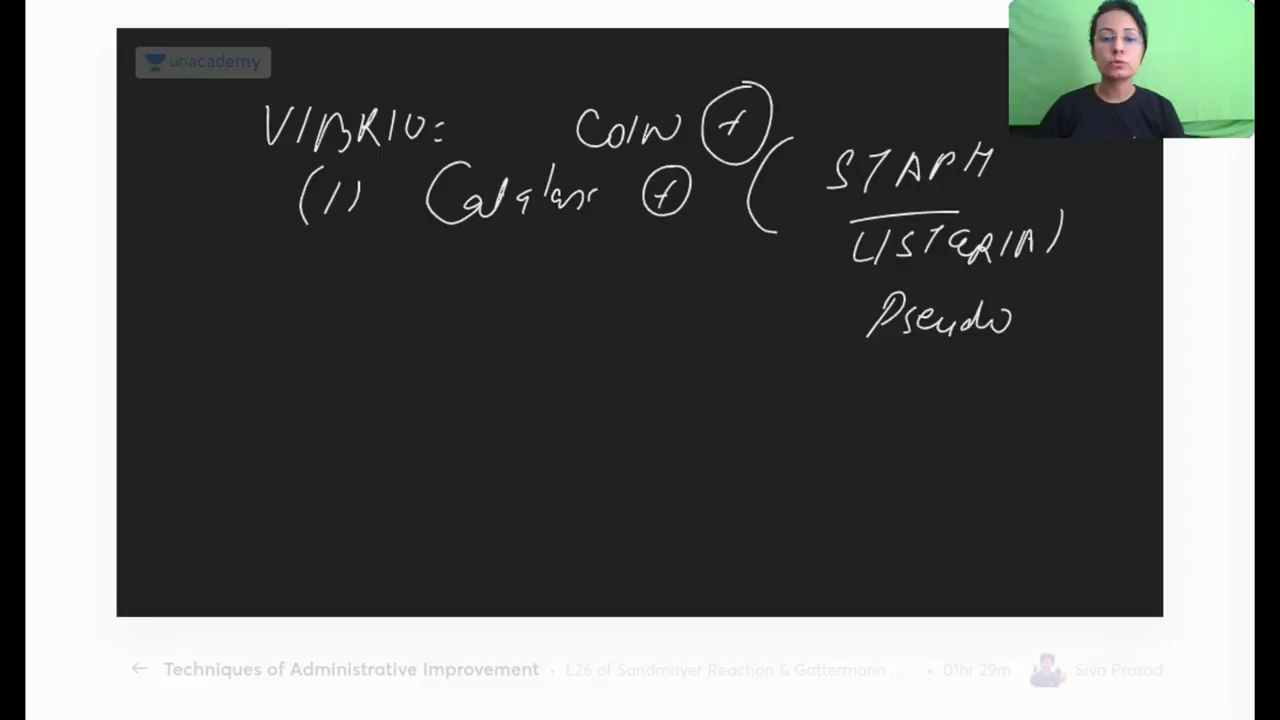 unacademy
VIBRIO: COIN +
(1) Catalase + ( STAPH
LISTERIA)
Pseudo
← Techniques of Administrative Improvement • L26 of Sandmayer Reaction & Gattermann ... • 01hr 29m Siva Prasad